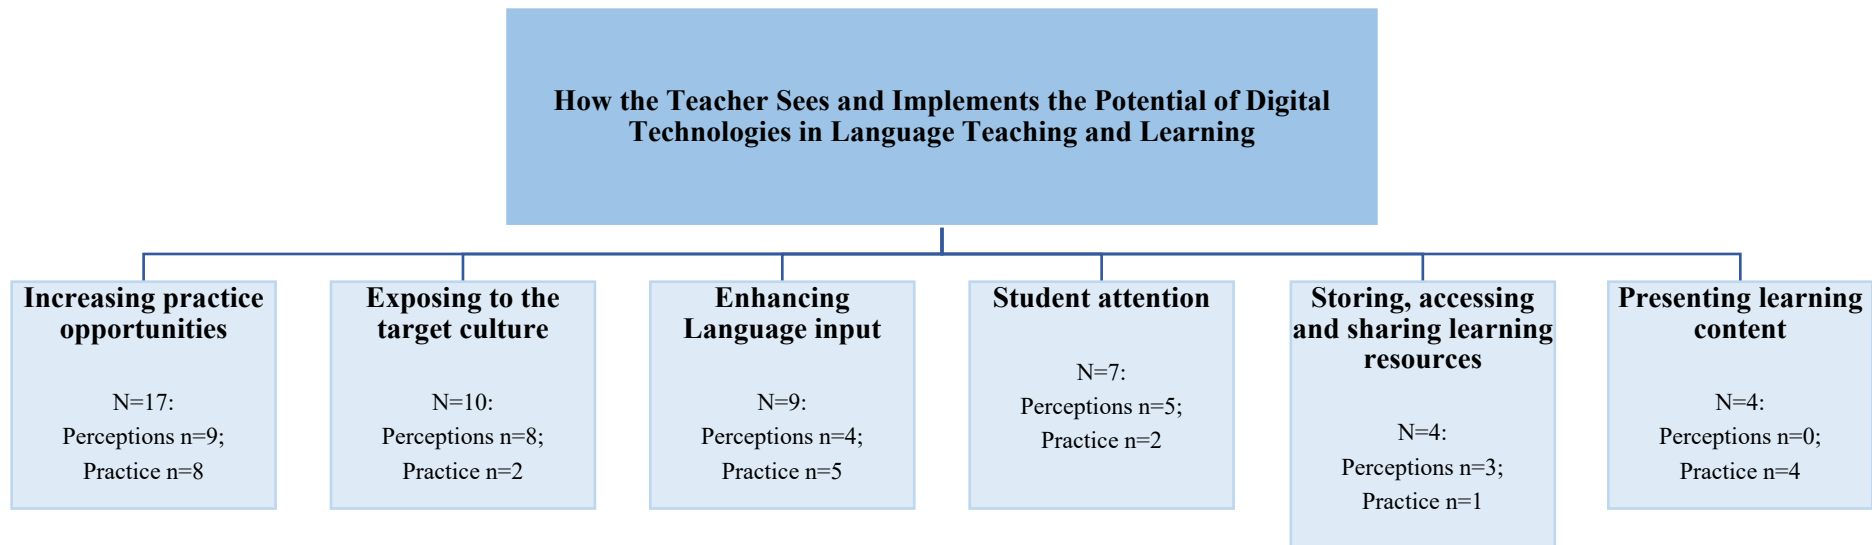 How the Teacher Sees and Implements the Potential of Digital
Technologies in Language Teaching and Learning
Increasing practice
opportunities
N=17:
Perceptions n=9;
Practice n=8
Exposing to the
target culture
N=10:
Perceptions n=8;
Practice n=2
Enhancing
Language input
N=9:
Perceptions n=4;
Practice n=5
Student attention
N=7:
Perceptions n=5;
Practice n=2
Storing, accessing
and sharing learning
resources
N=4:
Perceptions n=3;
Practice n=1
Presenting learning
content
N=4:
Perceptions n=0;
Practice n=4